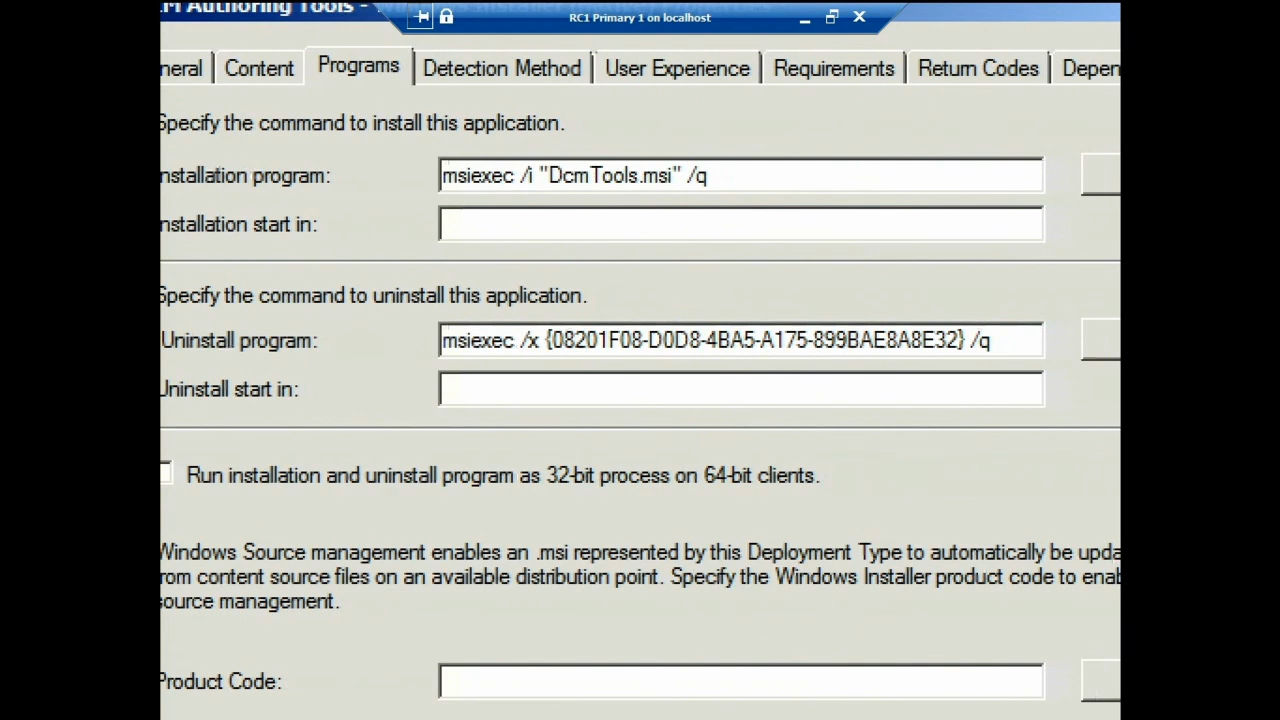 M Authoring Tools -
RC1 Primary 1 on localhost
neral Content Programs Detection Method User Experience Requirements Return Codes Depen
Specify the command to install this application.
nstallation program: msiexec /i "DcmTools.msi" /q
nstallation start in:
Specify the command to uninstall this application.
Uninstall program: msiexec /x {08201F08-D0D8-4BA5-A175-899BAE8A8E32} /q
Uninstall start in:
Run installation and uninstall program as 32-bit process on 64-bit clients.
Windows Source management enables an .msi represented by this Deployment Type to automatically be upda
rom content source files on an available distribution point. Specify the Windows Installer product code to enab
source management.
Product Code: